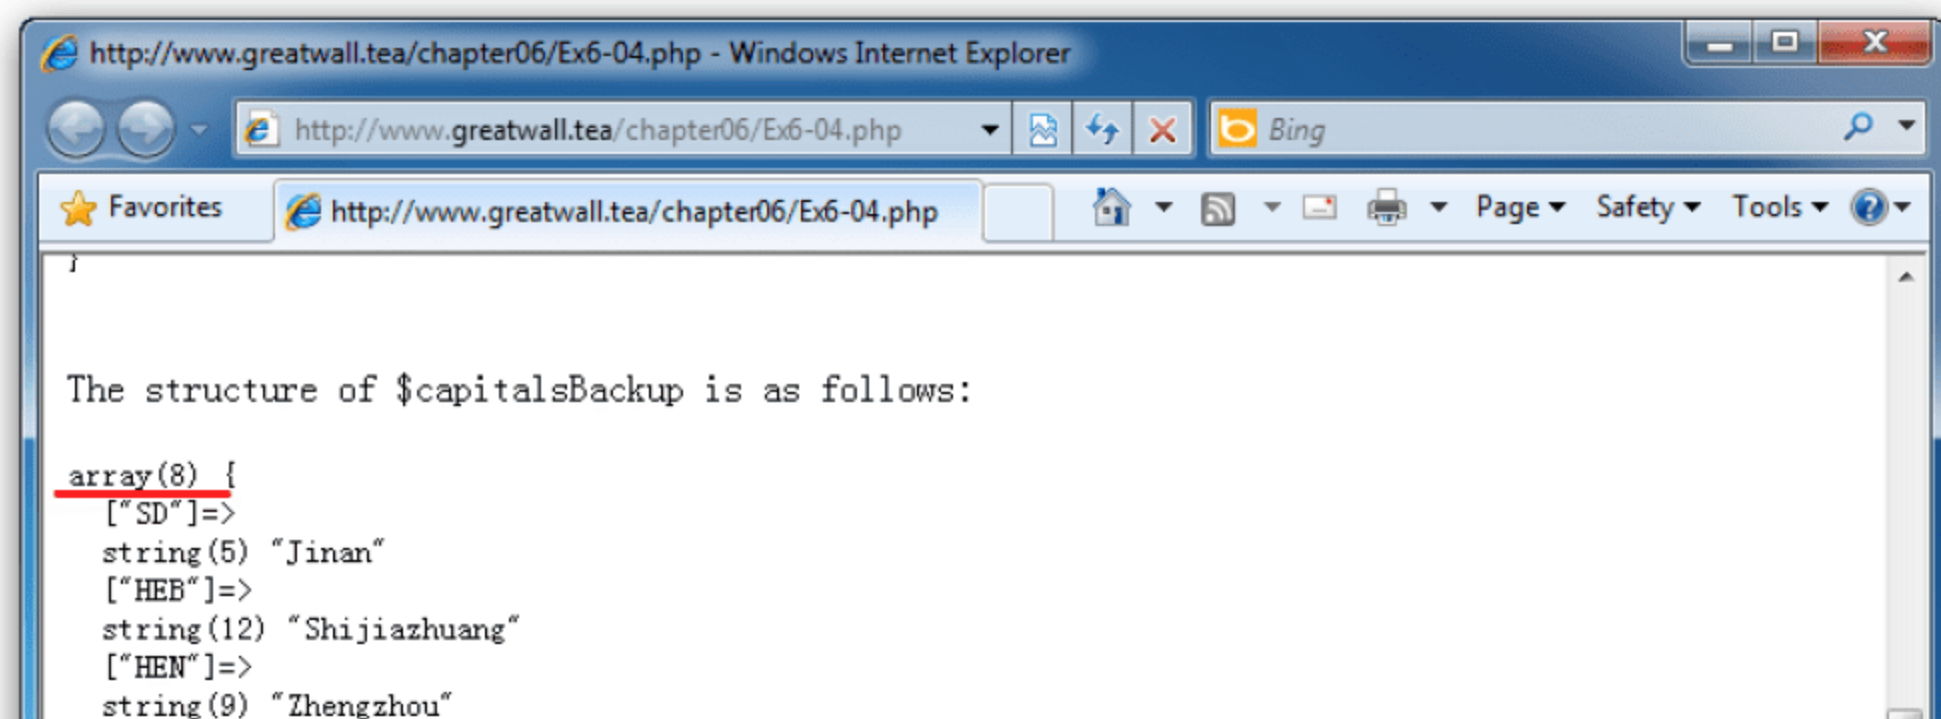 http://www.greatwall.tea/chapter06/Ex6-04.php - Windows Internet Explorer
http://www.greatwall.tea/chapter06/Ex6-04.php
Bing
Favorites
http://www.greatwall.tea/chapter06/Ex6-04.php
Page
Safety
Tools
}
The structure of $capitalsBackup is as follows:
array(8) {
["SD"]=>
string(5) "Jinan"
["HEB"]=>
string(12) "Shijiazhuang"
["HEN"]=>
string(9) "Zhengzhou"